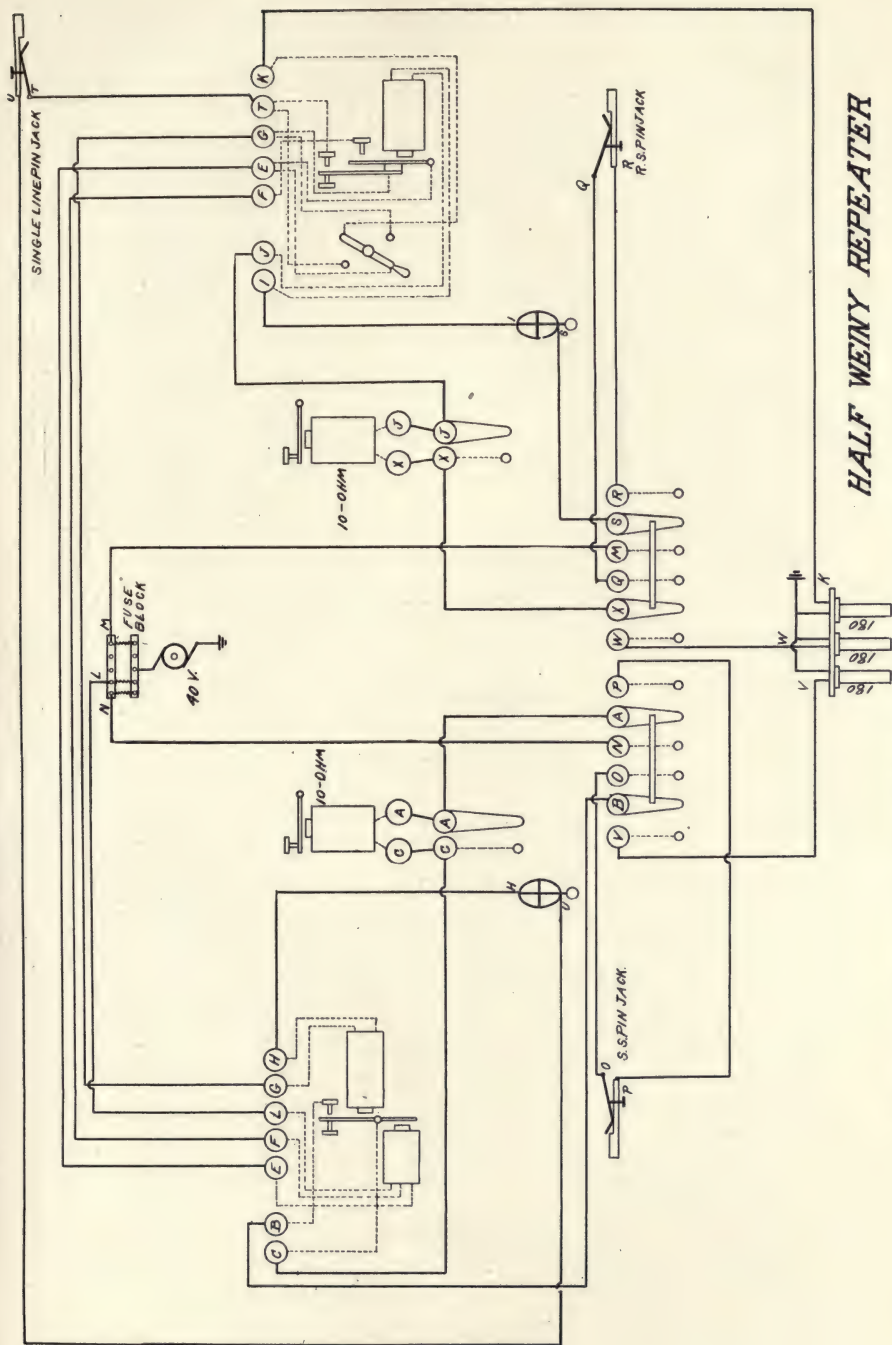 U
T
SINGLE LINE PIN JACK
K
T
G
E
F
J
I
M
L
N
FUSE
BLOCK
40 V.
10-OHM
J
X
J
X
I
S
Q
R
R.S. PIN JACK
H
G
L
F
E
B
C
10-OHM
A
C
A
C
H
U
R
S
M
Q
X
W
P
A
N
O
B
V
O
P
S.S. PIN JACK.
K
W
V
180
180
180
HALF WEINY REPEATER